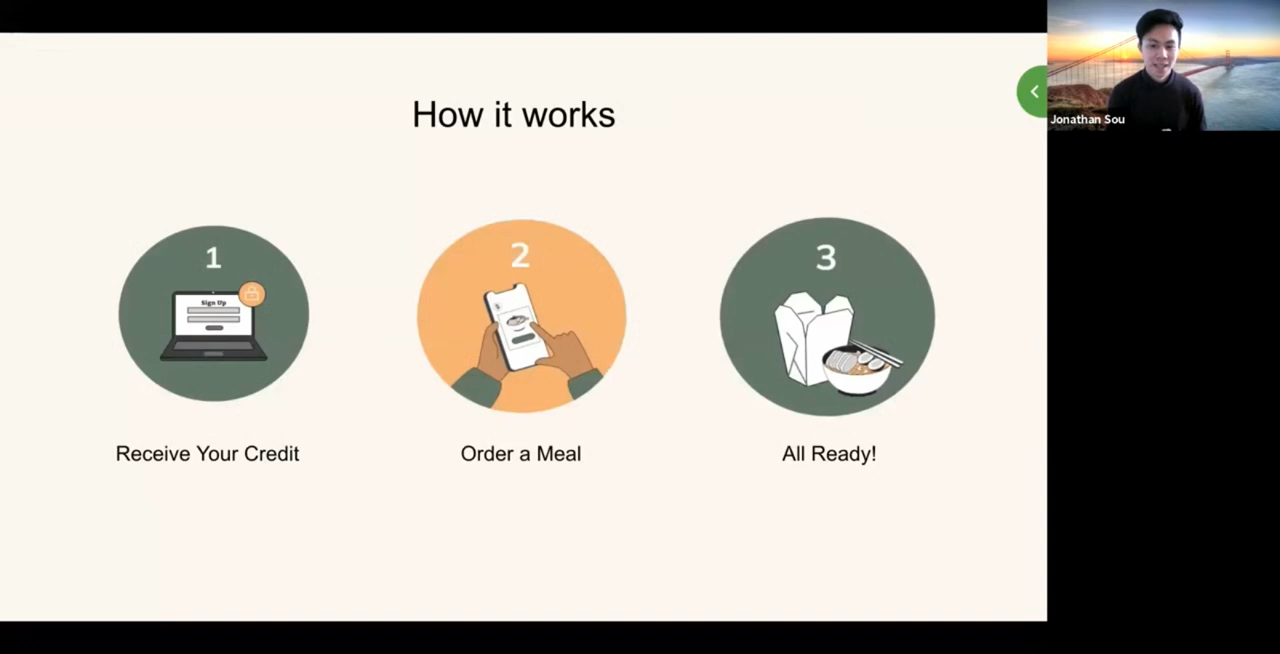 How it works
1
Sign Up
2
3
Receive Your Credit
Order a Meal
All Ready!
Jonathan Sou